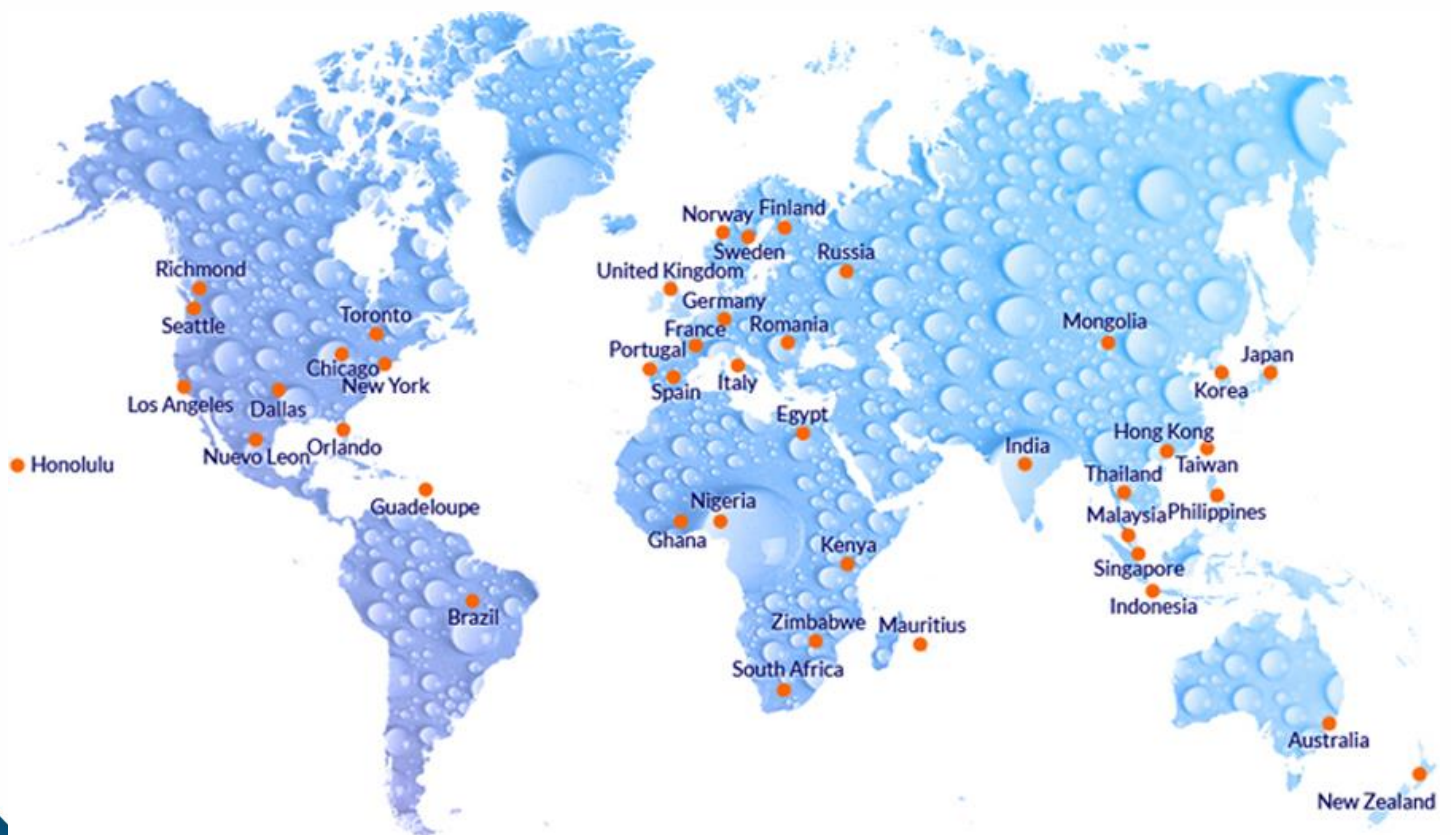 Norway
Finland
Sweden
Russia
United Kingdom
Richmond
Germany
Seattle
Toronto
France
Romania
Mongolia
Portugal
Japan
Chicago
New York
Spain
Italy
Korea
Los Angeles
Dallas
Egypt
Hong Kong
Orlando
India
Nuevo Leon
Taiwan
Honolulu
Thailand
Guadeloupe
Nigeria
Malaysia
Philippines
Ghana
Kenya
Singapore
Indonesia
Brazil
Zimbabwe
Mauritius
South Africa
Australia
New Zealand